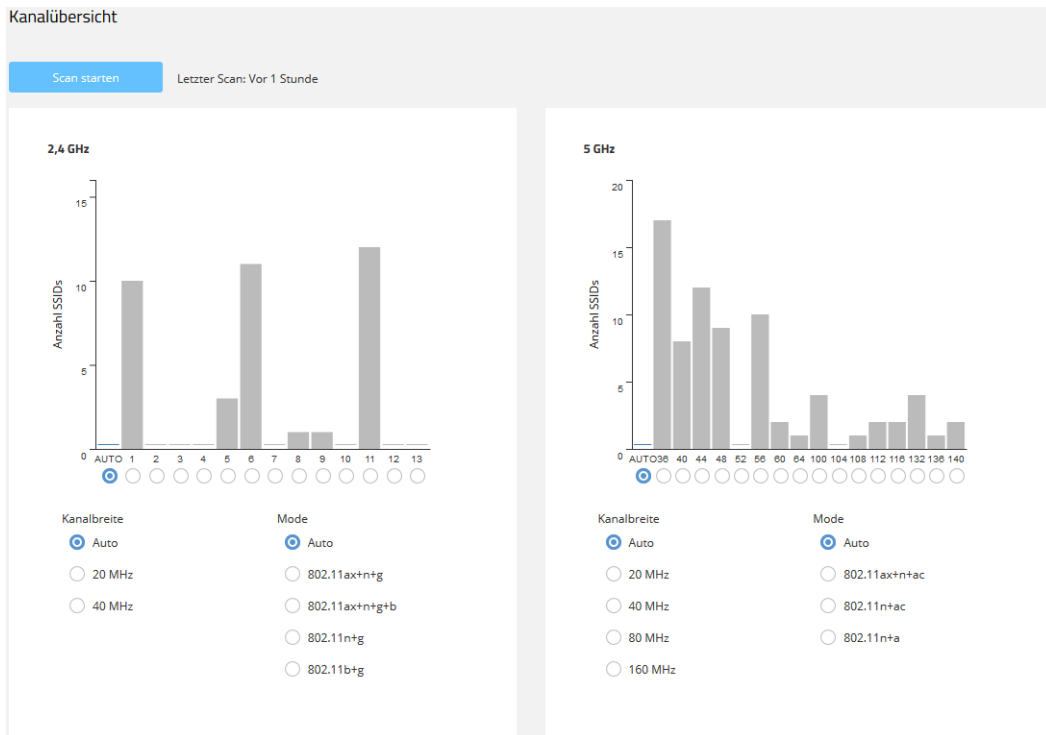 Kanalübersicht
Scan starten
Letzter Scan: Vor 1 Stunde
2,4 GHz
15
10
5
0
Anzahl SSIDs
AUTO 1 2 3 4 5 6 7 8 9 10 11 12 13
Kanalbreite
Auto
20 MHz
40 MHz
Mode
Auto
802.11ax+n+g
802.11ax+n+g+b
802.11n+g
802.11b+g
5 GHz
20
15
10
5
0
Anzahl SSIDs
AUTO36 40 44 48 52 56 60 64 100 104 108 112 116 132 136 140
Kanalbreite
Auto
20 MHz
40 MHz
80 MHz
160 MHz
Mode
Auto
802.11ax+n+ac
802.11n+ac
802.11n+a